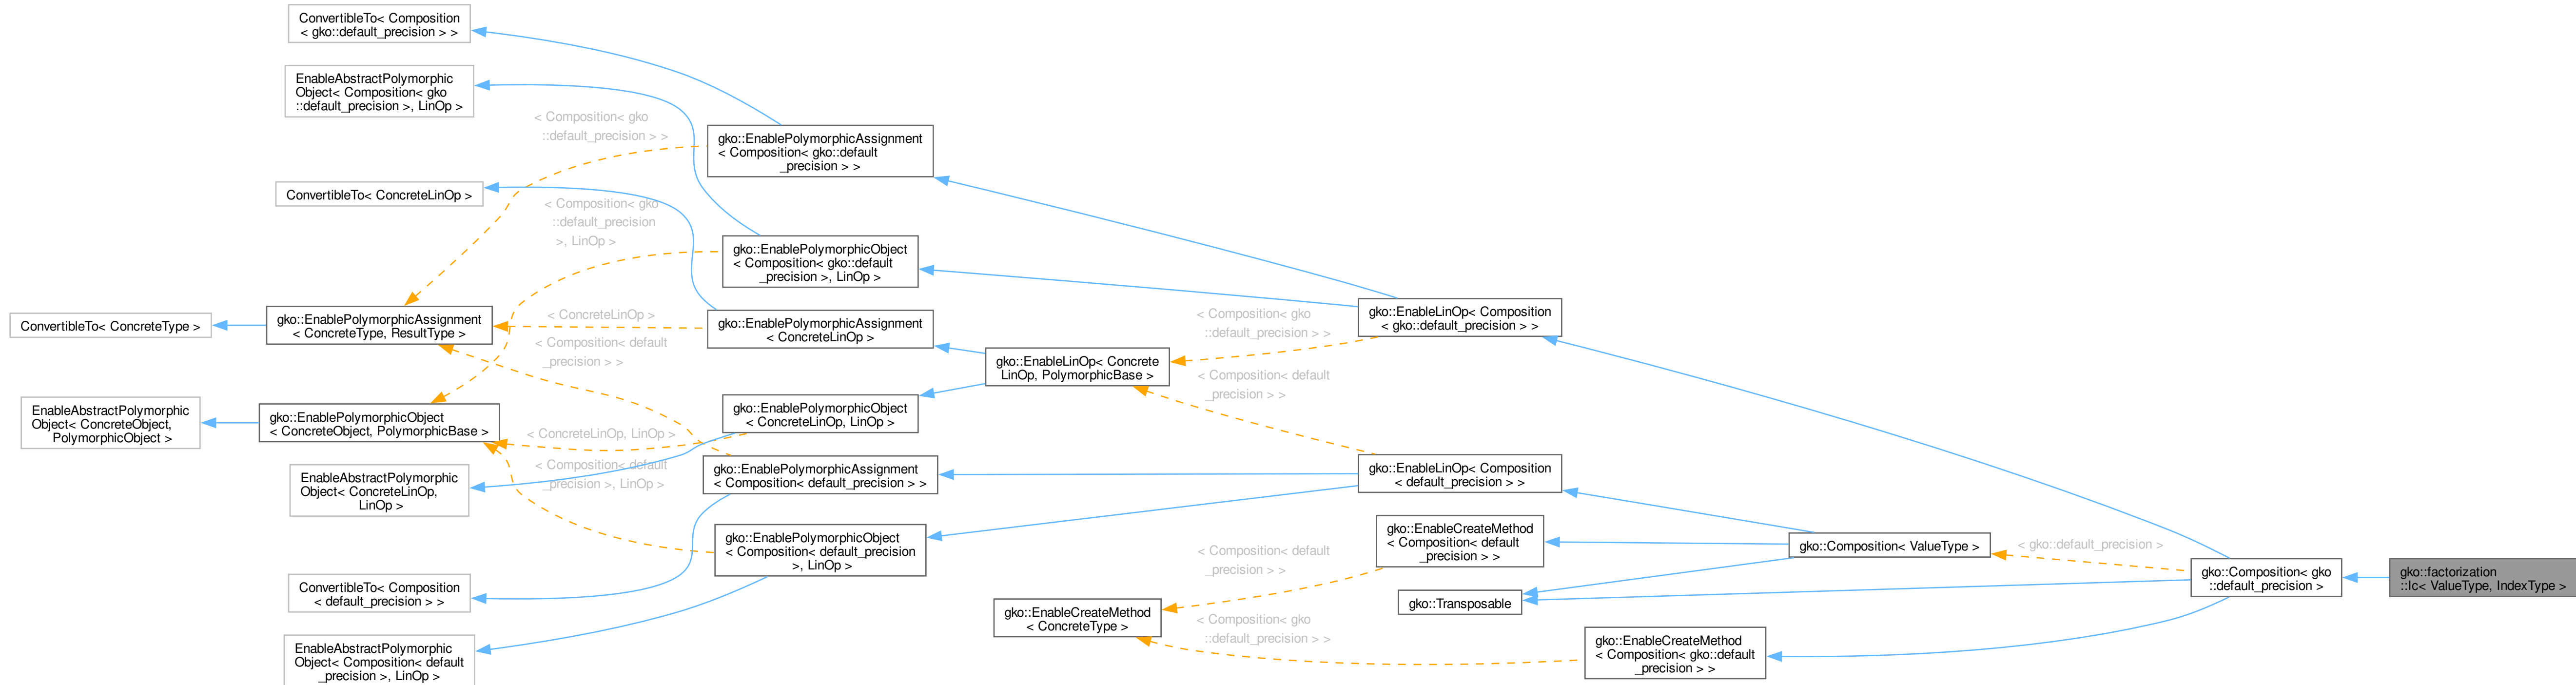 ConvertibleTo< Composition
< gko::default_precision > >
EnableAbstractPolymorphic
Object< Composition< gko
::default_precision >, LinOp >
< Composition< gko
::default_precision > >
gko::EnablePolymorphicAssignment
< Composition< gko::default
_precision > >
ConvertibleTo< ConcreteLinOp >
< Composition< gko
::default_precision
>, LinOp >
gko::EnablePolymorphicObject
< Composition< gko::default
_precision >, LinOp >
ConvertibleTo< ConcreteType >
gko::EnablePolymorphicAssignment
< ConcreteType, ResultType >
< ConcreteLinOp >
gko::EnablePolymorphicAssignment
< ConcreteLinOp >
< Composition< default
_precision > >
gko::EnableLinOp< Concrete
LinOp, PolymorphicBase >
< Composition< gko
::default_precision > >
gko::EnableLinOp< Composition
< gko::default_precision > >
< Composition< default
_precision > >
EnableAbstractPolymorphic
Object< ConcreteObject,
PolymorphicObject >
gko::EnablePolymorphicObject
< ConcreteObject, PolymorphicBase >
< ConcreteLinOp, LinOp >
gko::EnablePolymorphicObject
< ConcreteLinOp, LinOp >
EnableAbstractPolymorphic
Object< ConcreteLinOp,
LinOp >
< Composition< default
_precision >, LinOp >
gko::EnablePolymorphicAssignment
< Composition< default_precision > >
gko::EnableLinOp< Composition
< default_precision > >
gko::EnablePolymorphicObject
< Composition< default_precision
>, LinOp >
gko::EnableCreateMethod
< Composition< default
_precision > >
gko::Composition< ValueType >
< gko::default_precision >
< Composition< default
_precision > >
ConvertibleTo< Composition
< default_precision > >
gko::EnableCreateMethod
< ConcreteType >
gko::Transposable
gko::Composition< gko
::default_precision >
gko::factorization
::Ic< ValueType, IndexType >
< Composition< gko
::default_precision > >
EnableAbstractPolymorphic
Object< Composition< default
_precision >, LinOp >
gko::EnableCreateMethod
< Composition< gko::default
_precision > >